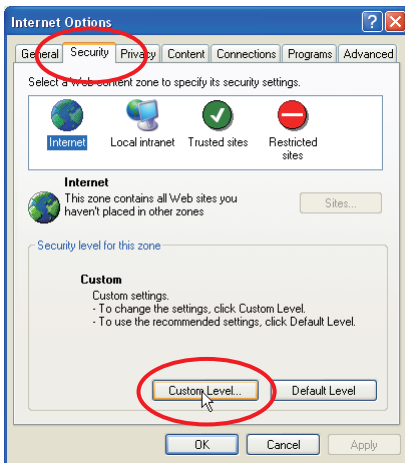 Internet Options
General Security Privacy Content Connections Programs Advanced
Select a Web content zone to specify its security settings.
Internet Local intranet Trusted sites Restricted sites
Internet
This zone contains all Web sites you
haven't placed in other zones
Sites...
Security level for this zone
Custom
Custom settings.
- To change the settings, click Custom Level.
- To use the recommended settings, click Default Level.
Custom Level... Default Level
OK Cancel Apply